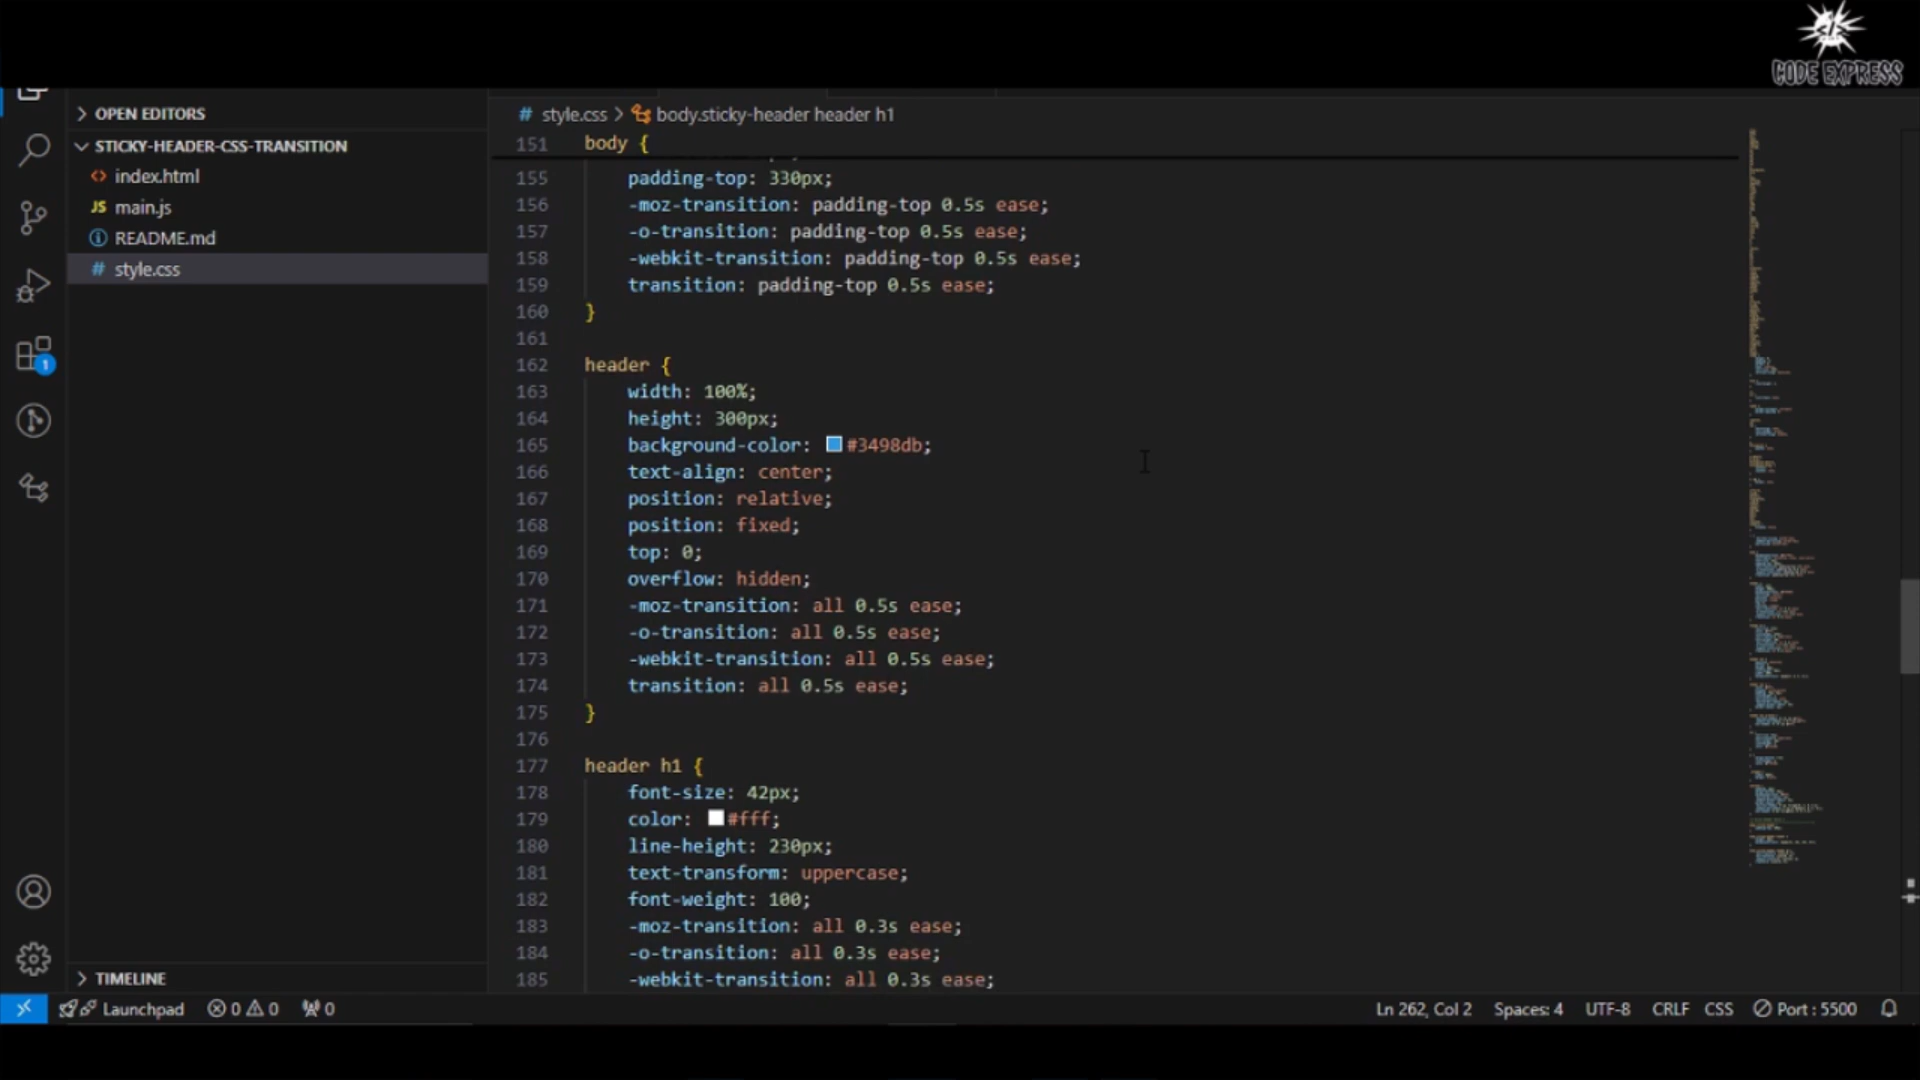 CODE EXPRESS
OPEN EDITORS
STICKY-HEADER-CSS-TRANSITION
index.html
JS main.js
README.md
# style.css
TIMELINE
# style.css > body.sticky-header header h1
151 body {
155 padding-top: 330px;
156 -moz-transition: padding-top 0.5s ease;
157 -o-transition: padding-top 0.5s ease;
158 -webkit-transition: padding-top 0.5s ease;
159 transition: padding-top 0.5s ease;
160 }
161
162 header {
163 width: 100%;
164 height: 300px;
165 background-color: #3498db;
166 text-align: center;
167 position: relative;
168 position: fixed;
169 top: 0;
170 overflow: hidden;
171 -moz-transition: all 0.5s ease;
172 -o-transition: all 0.5s ease;
173 -webkit-transition: all 0.5s ease;
174 transition: all 0.5s ease;
175 }
176
177 header h1 {
178 font-size: 42px;
179 color: #fff;
180 line-height: 230px;
181 text-transform: uppercase;
182 font-weight: 100;
183 -moz-transition: all 0.3s ease;
184 -o-transition: all 0.3s ease;
185 -webkit-transition: all 0.3s ease;
1
Launchpad 0 0 0 Ln 262, Col 2 Spaces: 4 UTF-8 CRLF CSS Port : 5500